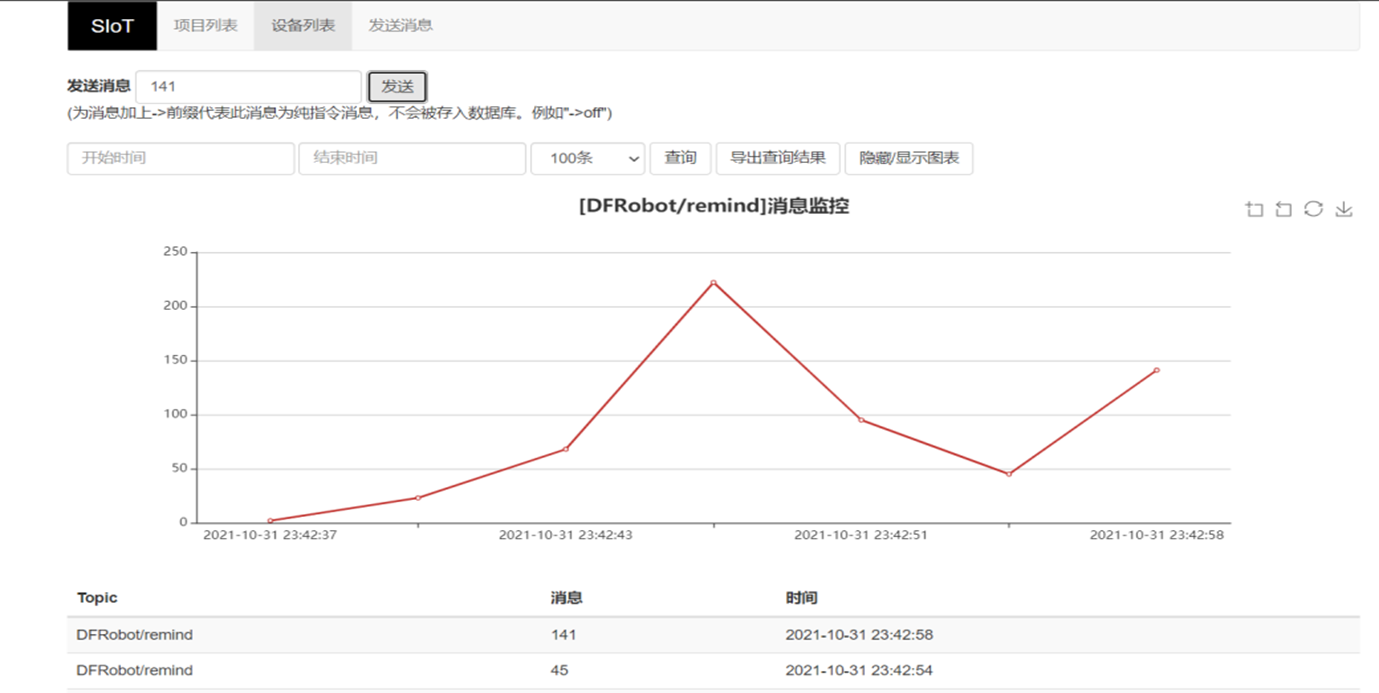 SIoT 项目列表 设备列表 发送消息
发送消息 141 发送
(为消息加上->前缀代表此消息为纯指令消息，不会被存入数据库。例如"->off")
开始时间 结束时间 100条 查询 导出查询结果 隐藏/显示图表
[DFRobot/remind]消息监控
250
200
150
100
50
0
2021-10-31 23:42:37 2021-10-31 23:42:43 2021-10-31 23:42:51 2021-10-31 23:42:58
Topic 消息 时间
DFRobot/remind 141 2021-10-31 23:42:58
DFRobot/remind 45 2021-10-31 23:42:54